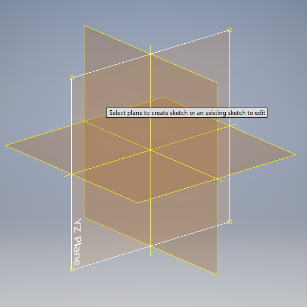 Select plane to create sketch or an existing sketch to edit
YZ Plane